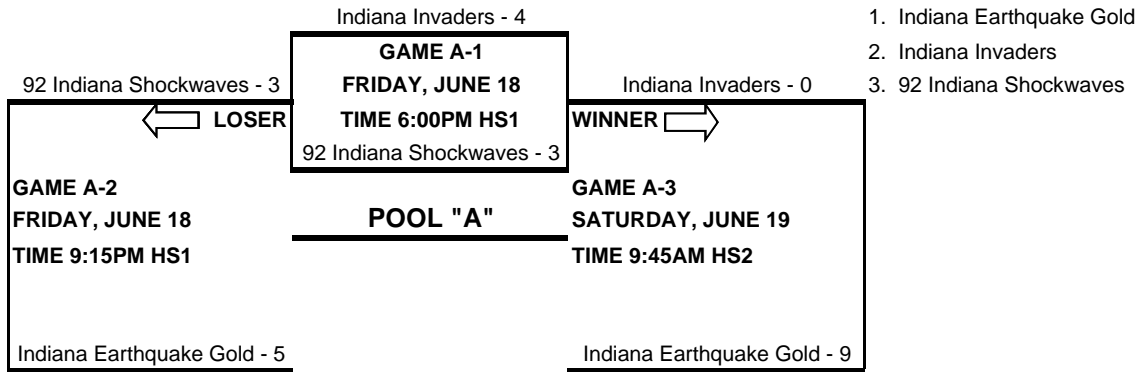 Indiana Invaders - 4
1. Indiana Earthquake Gold
GAME A-1
2. Indiana Invaders
92 Indiana Shockwaves - 3
FRIDAY, JUNE 18
Indiana Invaders - 0
3. 92 Indiana Shockwaves
LOSER
TIME 6:00PM HS1
WINNER
92 Indiana Shockwaves - 3
GAME A-2
GAME A-3
FRIDAY, JUNE 18
POOL "A"
SATURDAY, JUNE 19
TIME 9:15PM HS1
TIME 9:45AM HS2
Indiana Earthquake Gold - 5
Indiana Earthquake Gold - 9